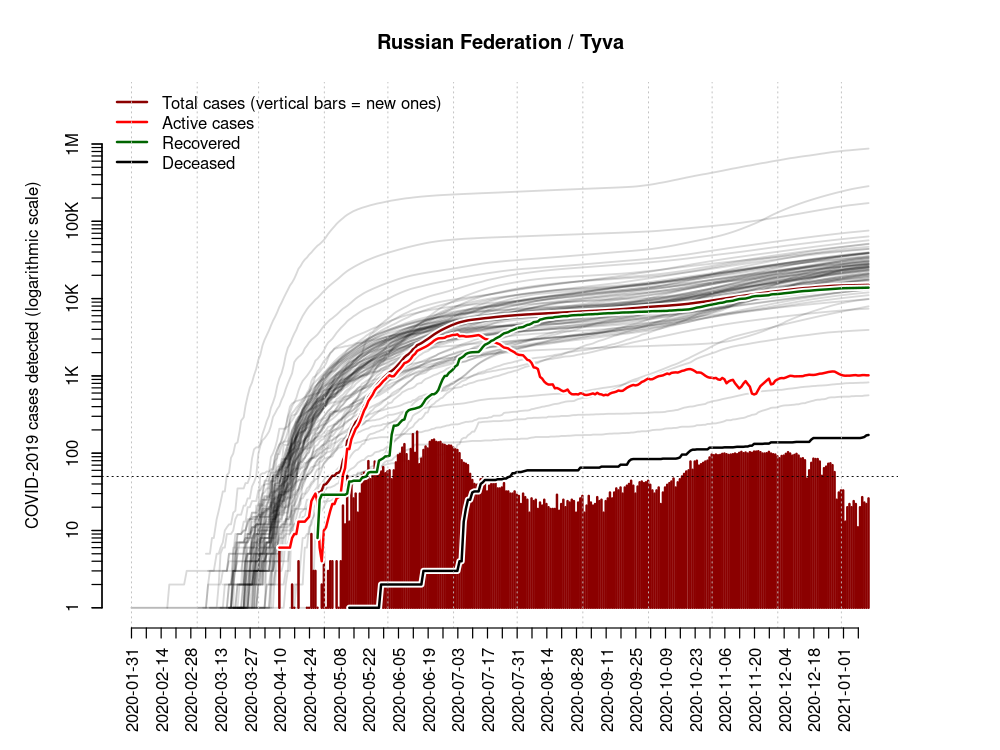 Russian Federation / Tyva
Total cases (vertical bars = new ones)
Active cases
Recovered
Deceased
COVID-2019 cases detected (logarithmic scale)
1M
100K
10K
1K
100
10
1
2020-01-31
2020-02-14
2020-02-28
2020-03-13
2020-03-27
2020-04-10
2020-04-24
2020-05-08
2020-05-22
2020-06-05
2020-06-19
2020-07-03
2020-07-17
2020-07-31
2020-08-14
2020-08-28
2020-09-11
2020-09-25
2020-10-09
2020-10-23
2020-11-06
2020-11-20
2020-12-04
2020-12-18
2021-01-01